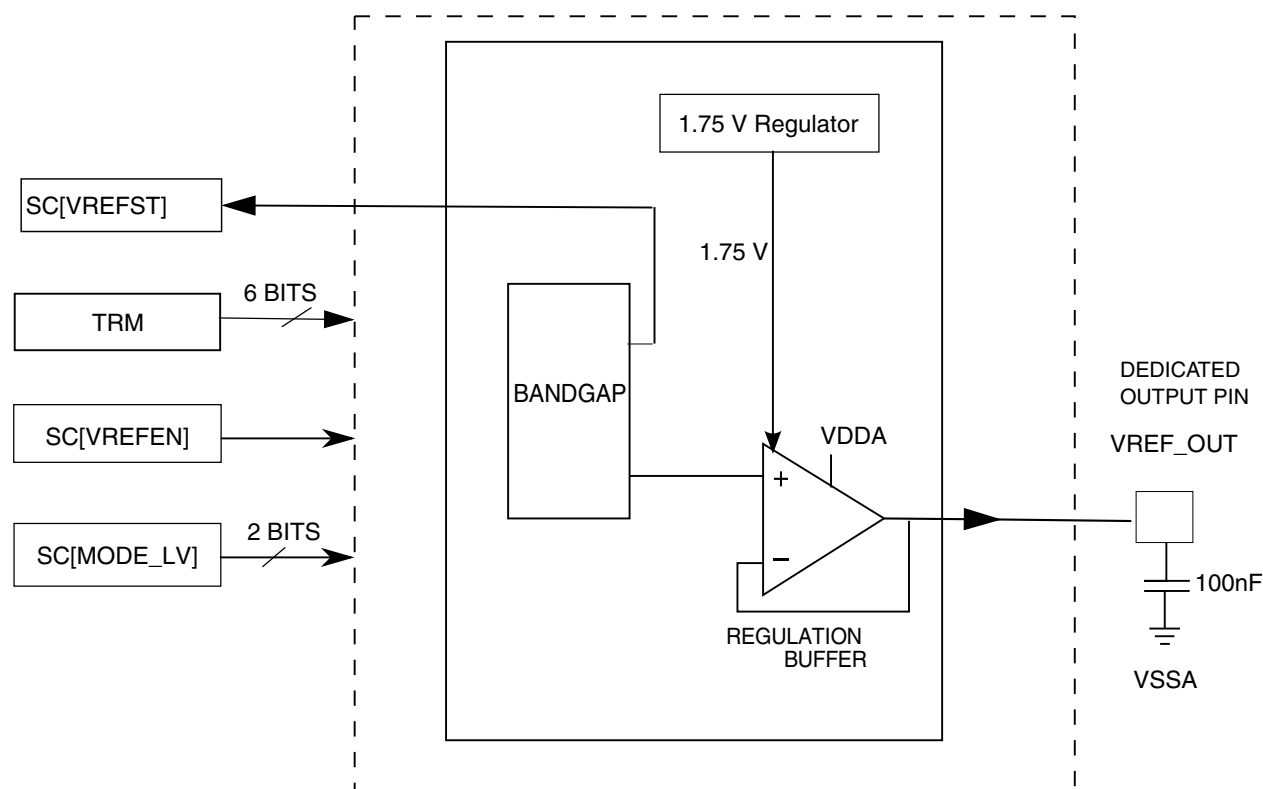 1.75 V Regulator
SC[VREFST]
1.75 V
6 BITS
TRM
BANDGAP
DEDICATED
OUTPUT PIN
SC[VREFEN]
VDDA
VREF_OUT
+
2 BITS
SC[MODE_LV]
–
100nF
REGULATION
BUFFER
VSSA